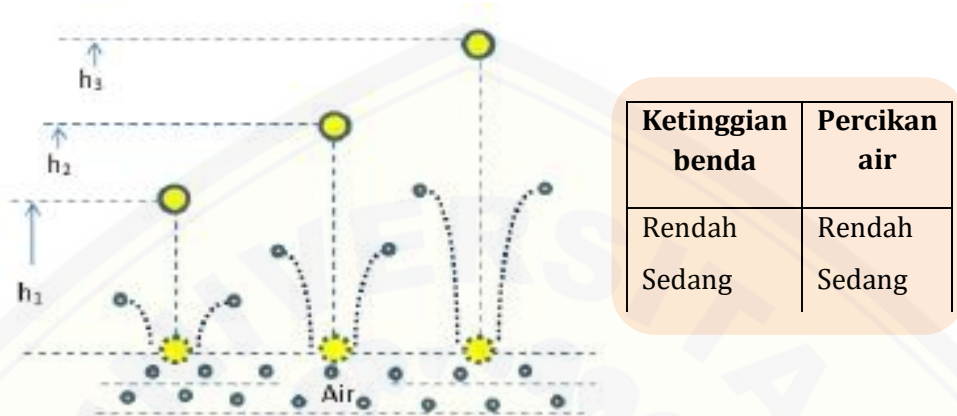 h₃
h₂
h₁
Air
Ketinggian benda
Percikan air
Rendah
Rendah
Sedang
Sedang